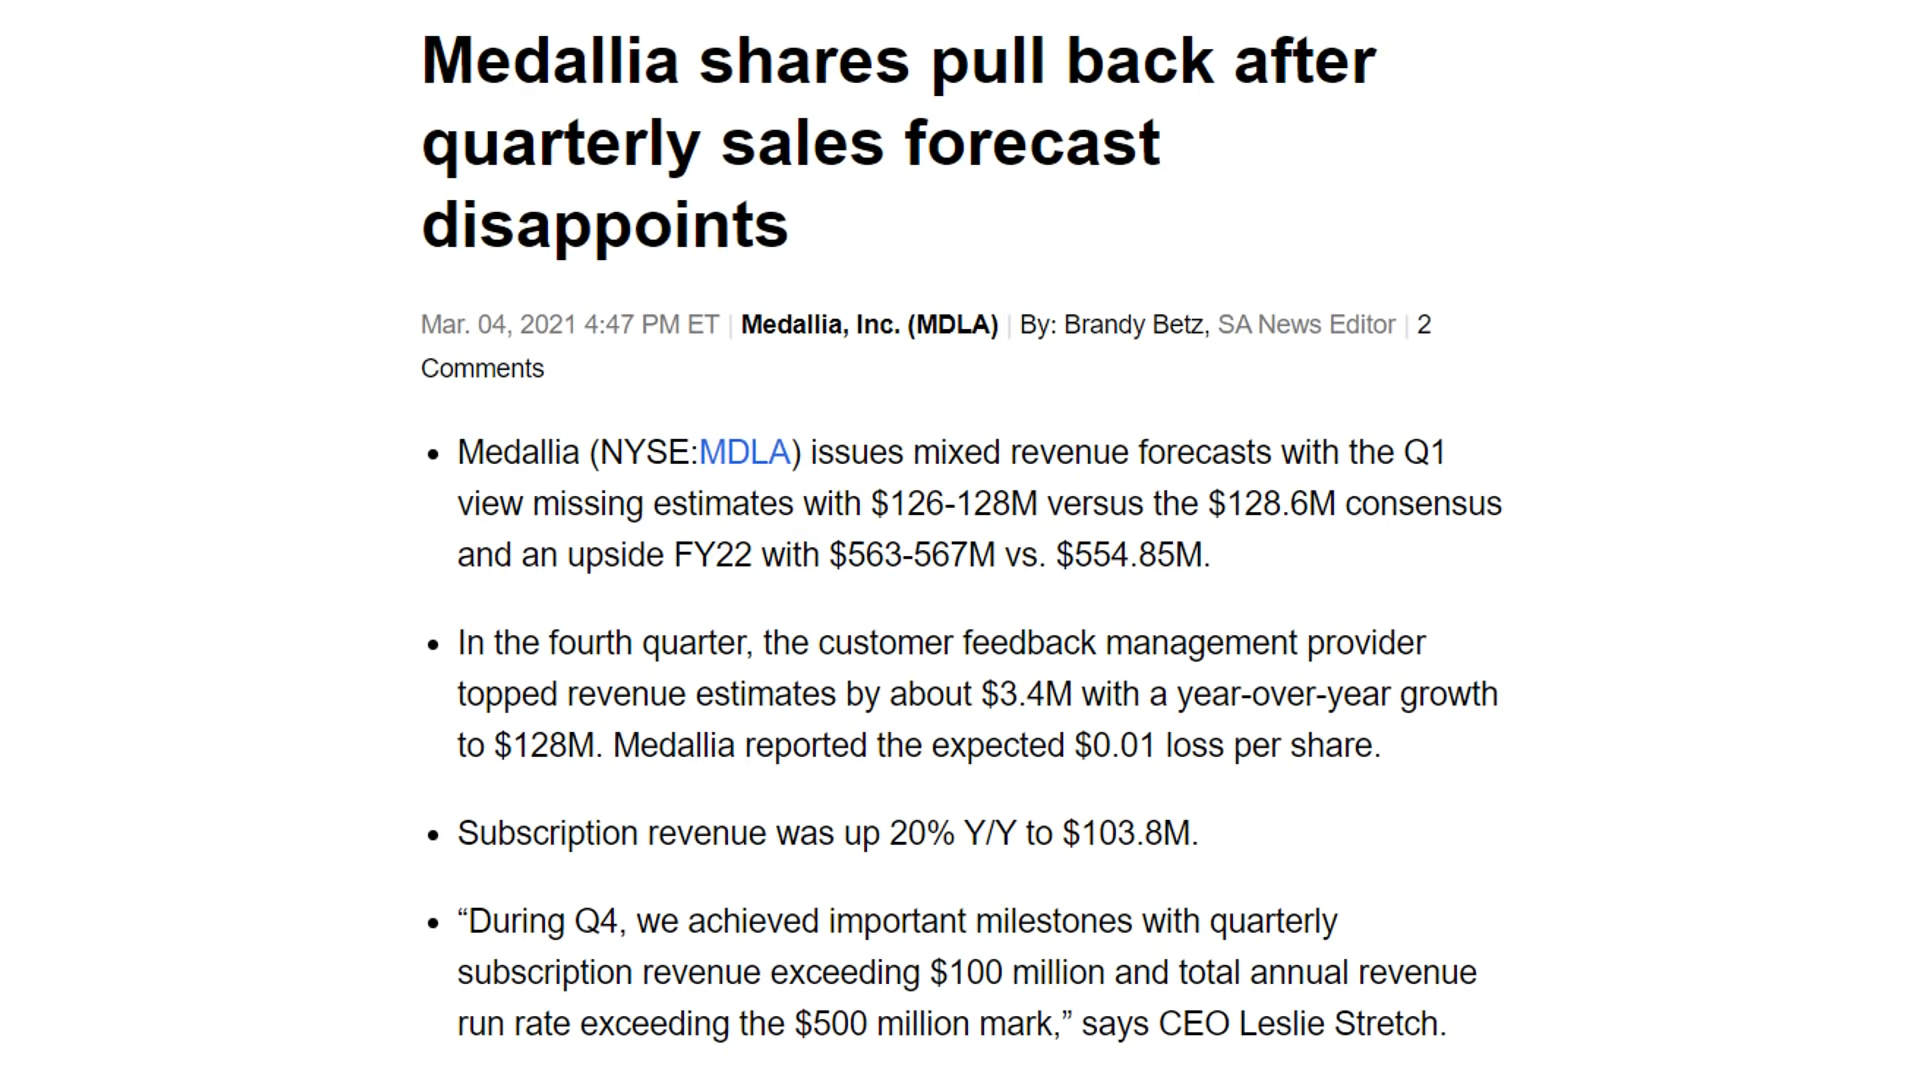 Medallia shares pull back after
quarterly sales forecast
disappoints
Mar. 04, 2021 4:47 PM ET | Medallia, Inc. (MDLA) | By: Brandy Betz, SA News Editor | 2
Comments
• Medallia (NYSE:MDLA) issues mixed revenue forecasts with the Q1
view missing estimates with $126-128M versus the $128.6M consensus
and an upside FY22 with $563-567M vs. $554.85M.
• In the fourth quarter, the customer feedback management provider
topped revenue estimates by about $3.4M with a year-over-year growth
to $128M. Medallia reported the expected $0.01 loss per share.
• Subscription revenue was up 20% Y/Y to $103.8M.
• “During Q4, we achieved important milestones with quarterly
subscription revenue exceeding $100 million and total annual revenue
run rate exceeding the $500 million mark,” says CEO Leslie Stretch.